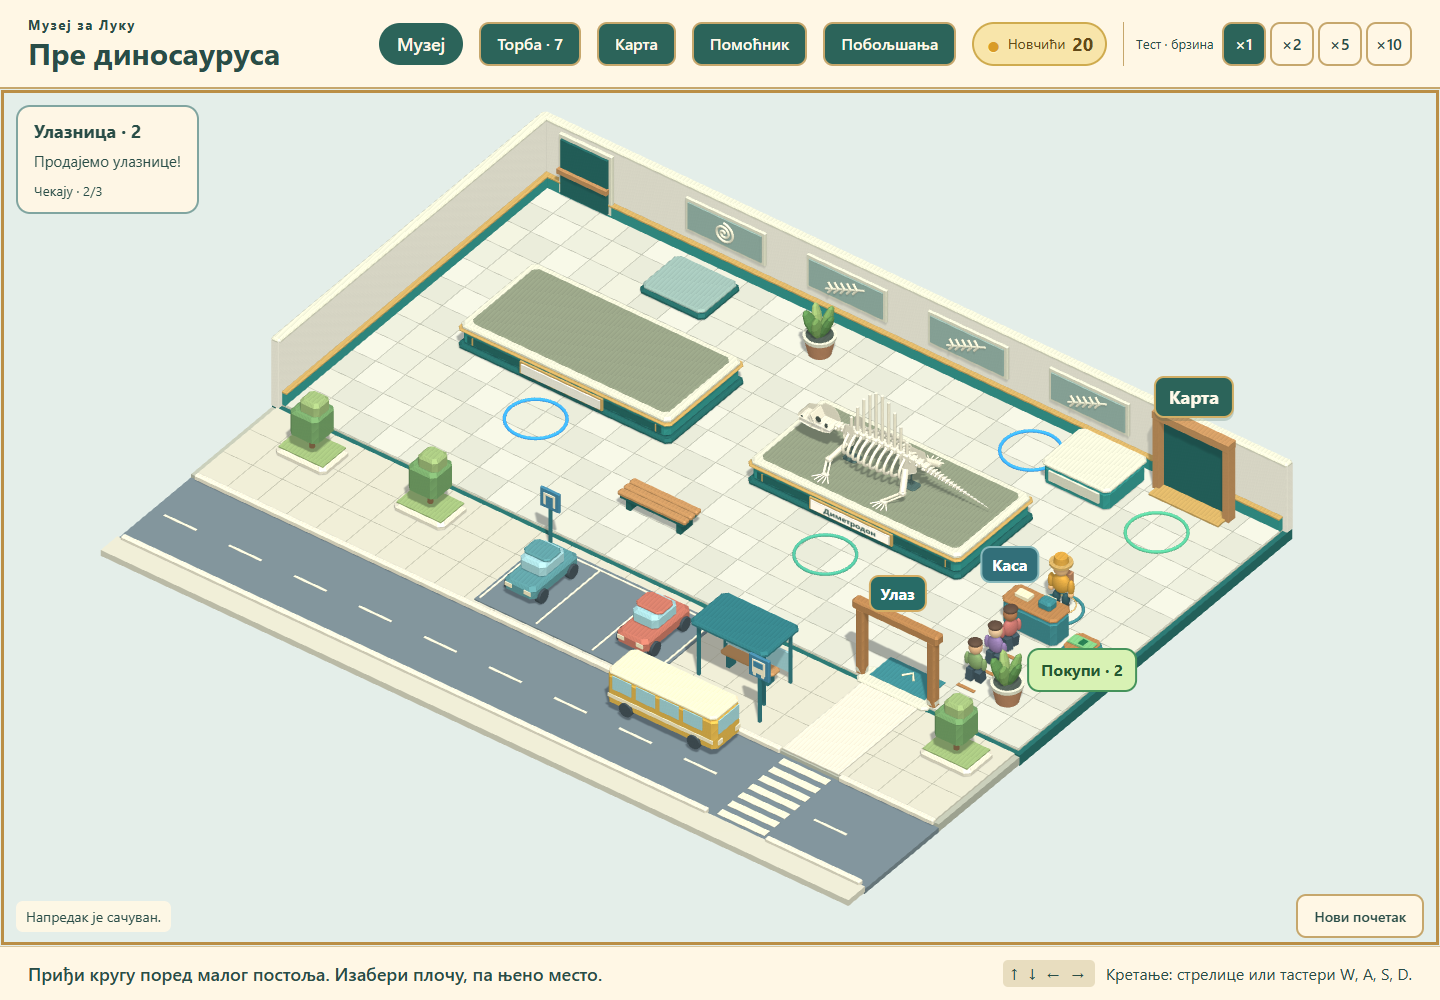 Музеј за Луку
Пре диносауруса
Музеј
Торба · 7
Карта
Помоћник
Побољшања
Новчићи 20
Тест · брзина
×1
×2
×5
×10
Улазница · 2
Продајемо улазнице!
Чекају · 2/3
Карта
Диметродон
Каса
Улаз
Покупи · 2
Напредак је сачуван.
Нови почетак
Приђи кругу поред малог постоља. Изабери плочу, па њено место.
↑ ↓ ← → Кретање: стрелице или тастери W, A, S, D.